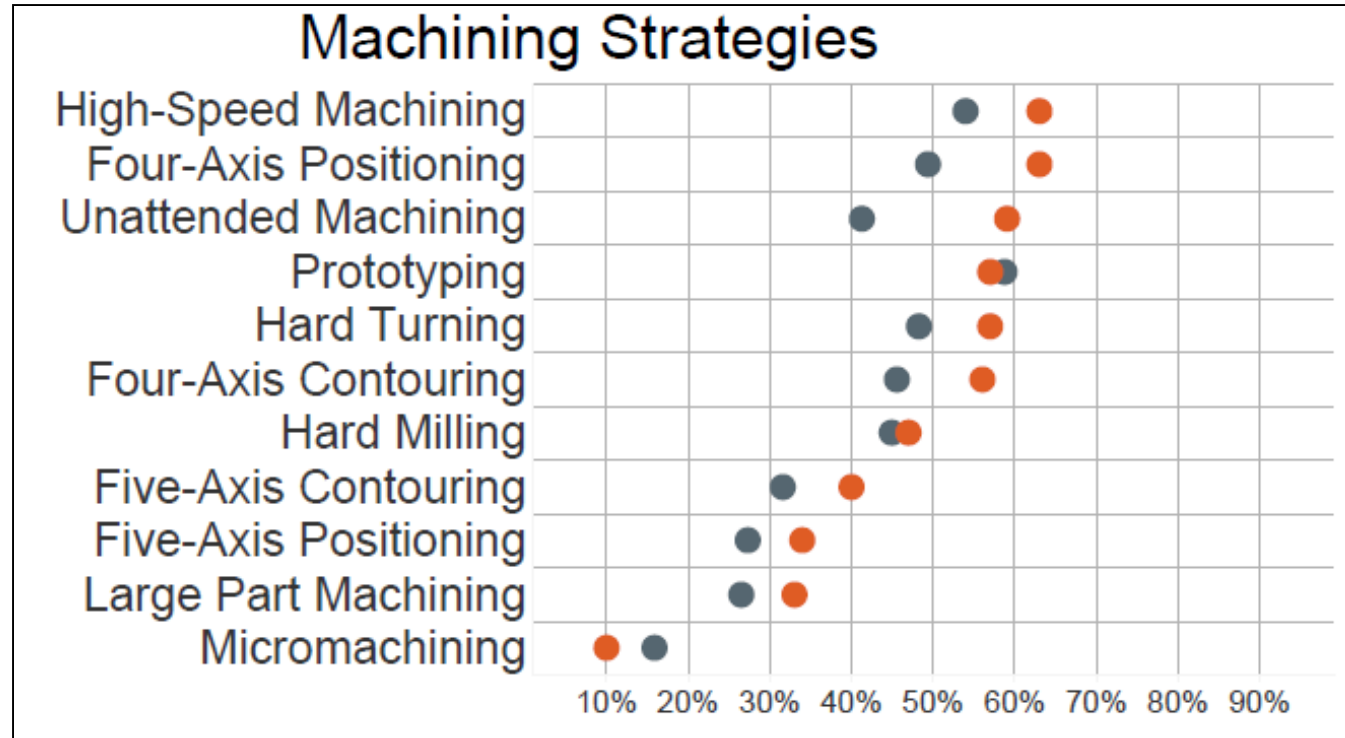 Machining Strategies
High-Speed Machining
Four-Axis Positioning
Unattended Machining
Prototyping
Hard Turning
Four-Axis Contouring
Hard Milling
Five-Axis Contouring
Five-Axis Positioning
Large Part Machining
Micromachining
10% 20% 30% 40% 50% 60% 70% 80% 90%